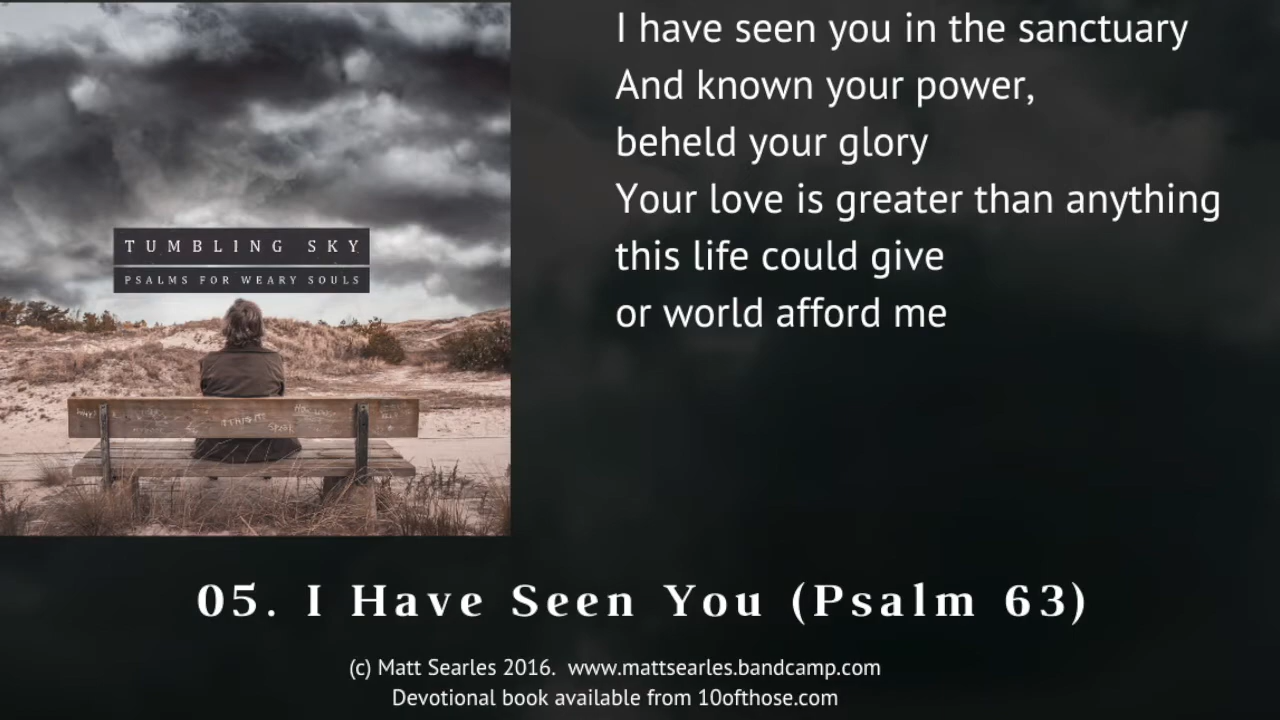 I have seen you in the sanctuary
And known your power,
beheld your glory
Your love is greater than anything
this life could give
or world afford me
TUMBLING SKY
PSALMS FOR WEARY SOULS
05. I Have Seen You (Psalm 63)
(c) Matt Searles 2016. www.mattsearles.bandcamp.com
Devotional book available from 10ofthose.com